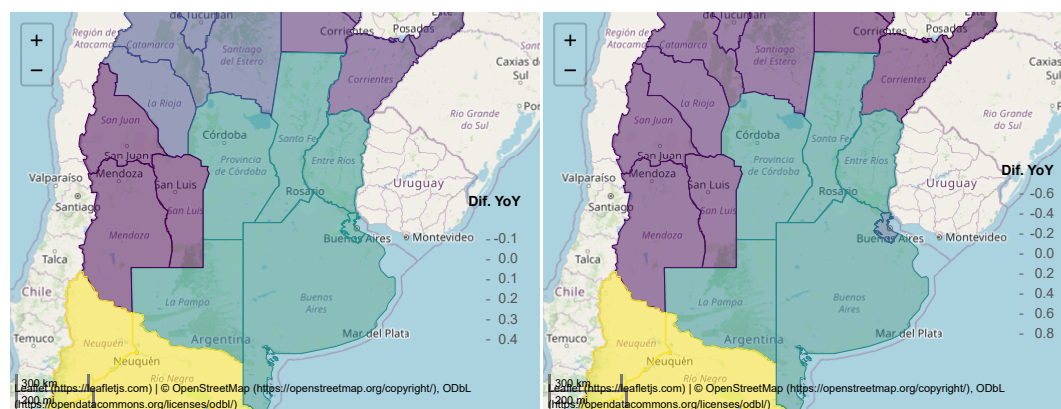 +
−
de Tucumán
Región de
Atacama
Catamarca
Santiago
del Estero
Corrientes
Posadas
Corrientes
La Rioja
San Juan
San Juan
Córdoba
Provincia
de Córdoba
Santa Fe
Entre Ríos
Rosario
Caxias do
Sul
Rio Grande
do Sul
Valparaíso
Santiago
Mendoza
San Luis
San Luis
Mendoza
Uruguay
Buenos Aires
Montevideo
Talca
Chile
La Pampa
Buenos
Aires
Mar del Plata
Argentina
Temuco
Neuquén
Neuquén
Río Negro
Dif. YoY
- -0.1
- 0.0
- 0.1
- 0.2
- 0.3
- 0.4
300 km
200 mi
Leaflet (https://leafletjs.com) | © OpenStreetMap (https://openstreetmap.org/copyright/), ODbL
(https://opendatacommons.org/licenses/odbl/)
+
−
de Tucumán
Región de
Atacama
Catamarca
Santiago
del Estero
Corrientes
Posadas
Corrientes
La Rioja
San Juan
San Juan
Córdoba
Provincia
de Córdoba
Santa Fe
Entre Ríos
Rosario
Caxias do
Sul
Rio Grande
do Sul
Valparaíso
Santiago
Mendoza
San Luis
San Luis
Mendoza
Uruguay
Buenos Aires
Montevideo
Talca
Chile
La Pampa
Buenos
Aires
Mar del Plata
Argentina
Temuco
Neuquén
Neuquén
Río Negro
Dif. YoY
- -0.6
- -0.4
- -0.2
- 0.0
- 0.2
- 0.4
- 0.6
- 0.8
300 km
200 mi
Leaflet (https://leafletjs.com) | © OpenStreetMap (https://openstreetmap.org/copyright/), ODbL
(https://opendatacommons.org/licenses/odbl/)